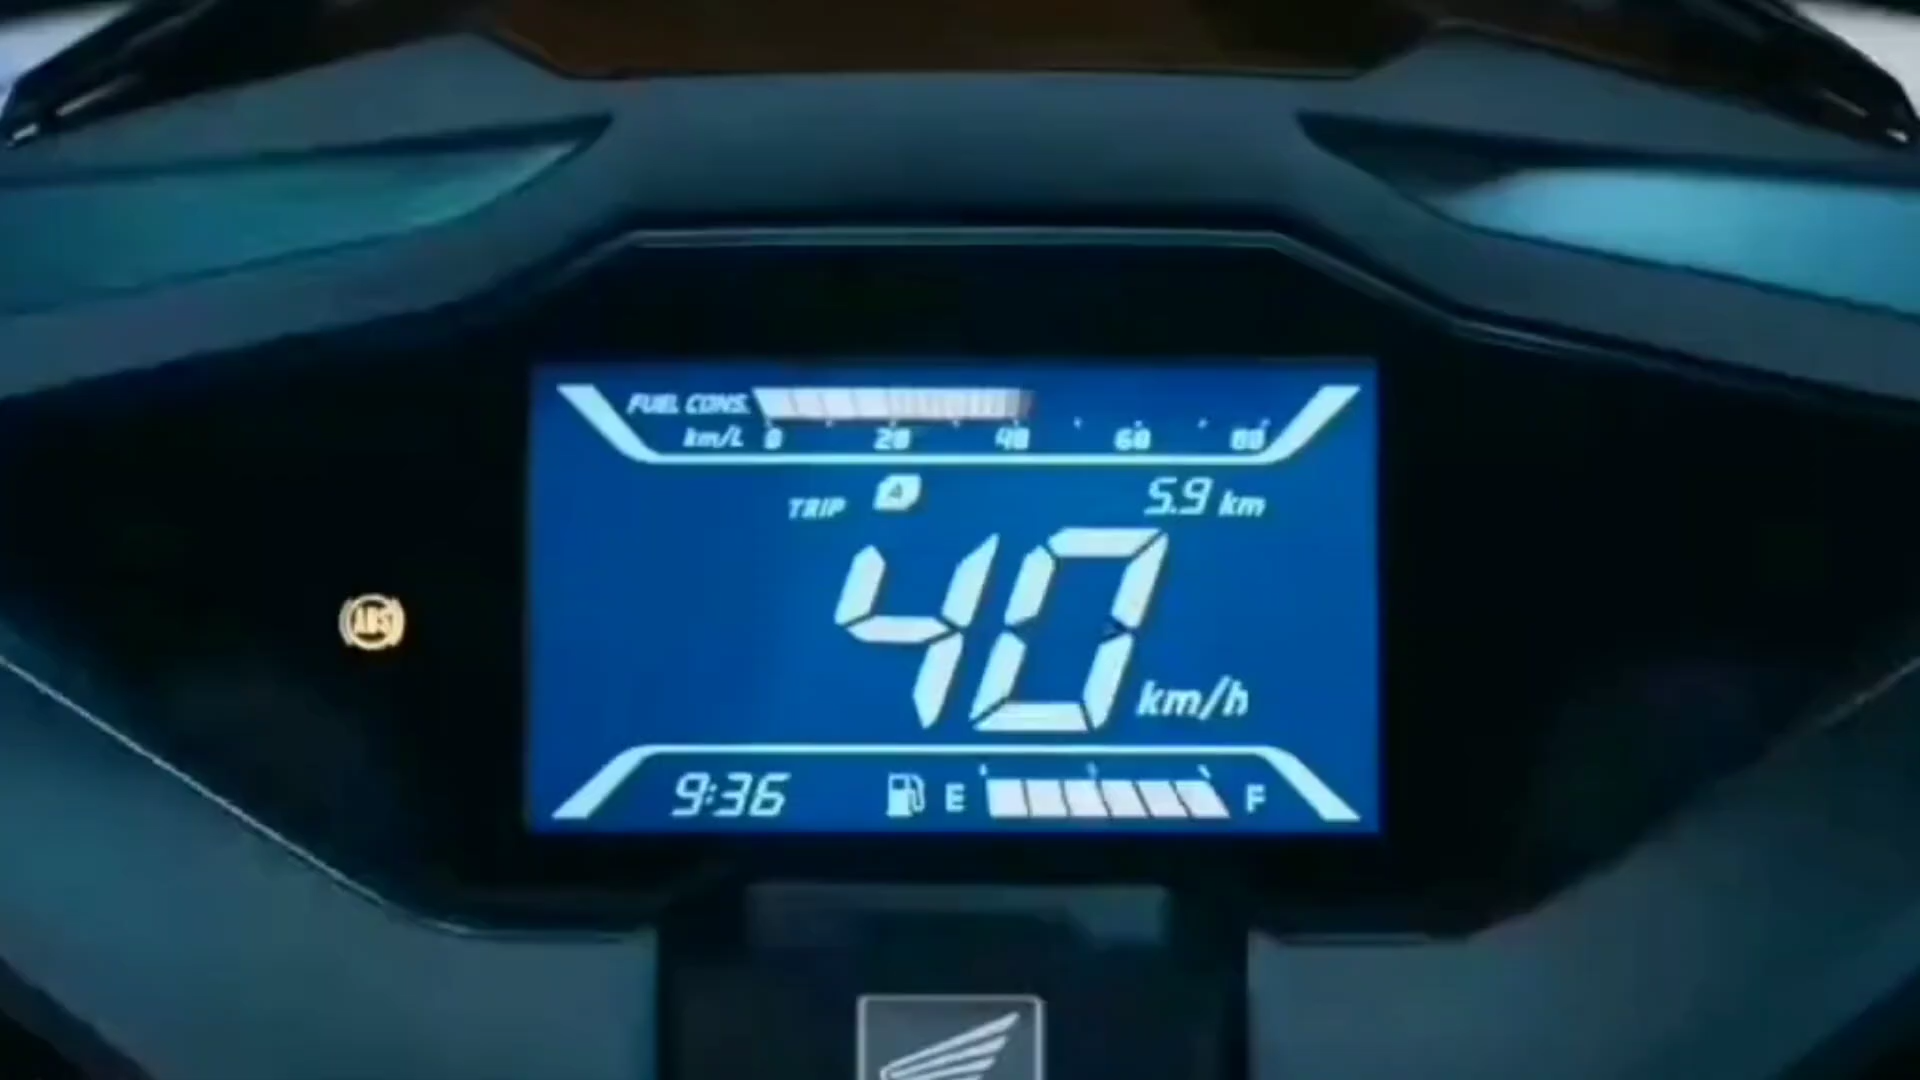 FUEL CONS.
km/L 0 20 40 60 80
TRIP A 5.9 km
40 km/h
9:36 E F
ABS